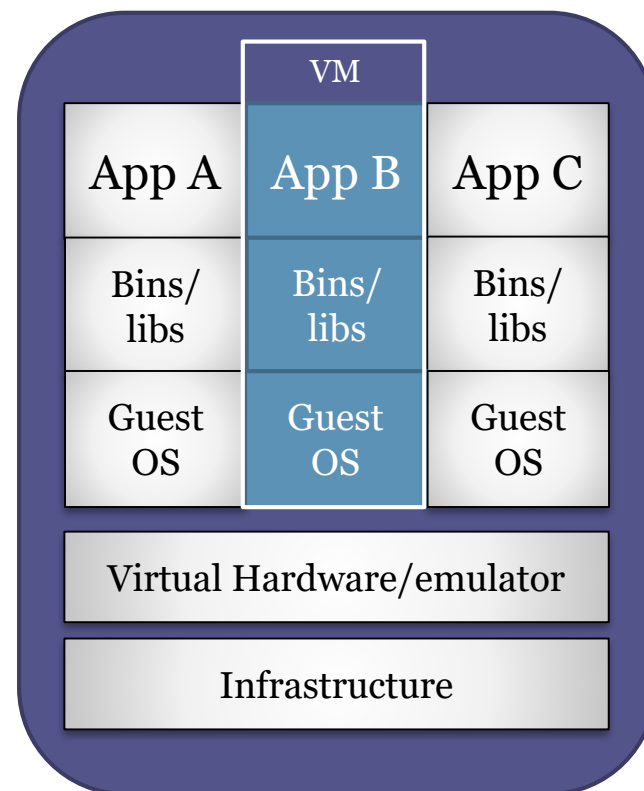 VM
App A
App B
App C
Bins/
libs
Bins/
libs
Bins/
libs
Guest
OS
Guest
OS
Guest
OS
Virtual Hardware/emulator
Infrastructure